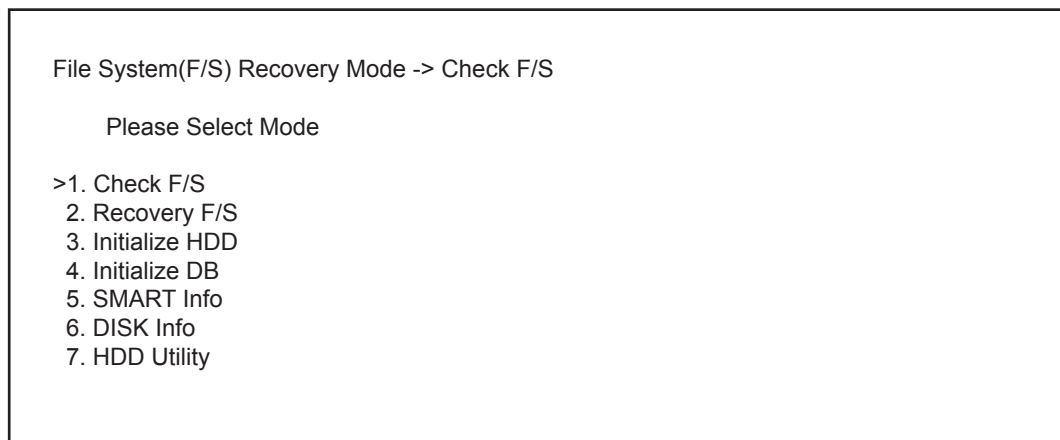 File System(F/S) Recovery Mode -> Check F/S
Please Select Mode
>1. Check F/S
2. Recovery F/S
3. Initialize HDD
4. Initialize DB
5. SMART Info
6. DISK Info
7. HDD Utility